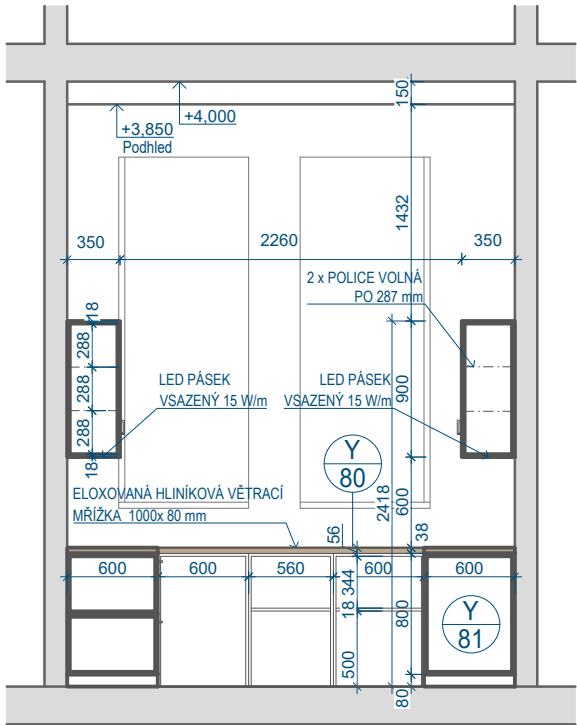 150
+4,000
+3,850
Podhled
1432
350
2260
350
2 x POLICE VOLNÁ
PO 287 mm
18
288
288
288
18
LED PÁSEK
VSAZENÝ 15 W/m
LED PÁSEK
VSAZENÝ 15 W/m
900
Y
80
2418
600
ELOXOVANÁ HLINÍKOVÁ VĚTRACÍ
MŘÍŽKA 1000x 80 mm
56
38
600
600
560
600
600
344
18
800
500
Y
81
80